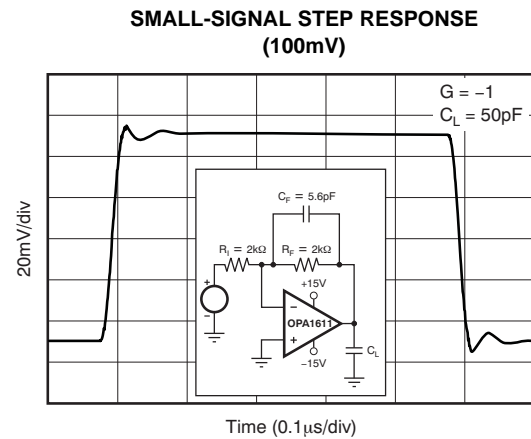 SMALL-SIGNAL STEP RESPONSE
(100mV)
G = −1
C_L = 50pF
20mV/div
C_F = 5.6pF
R_I = 2kΩ
R_F = 2kΩ
+15V
OPA1611
C_L
−15V
Time (0.1μs/div)